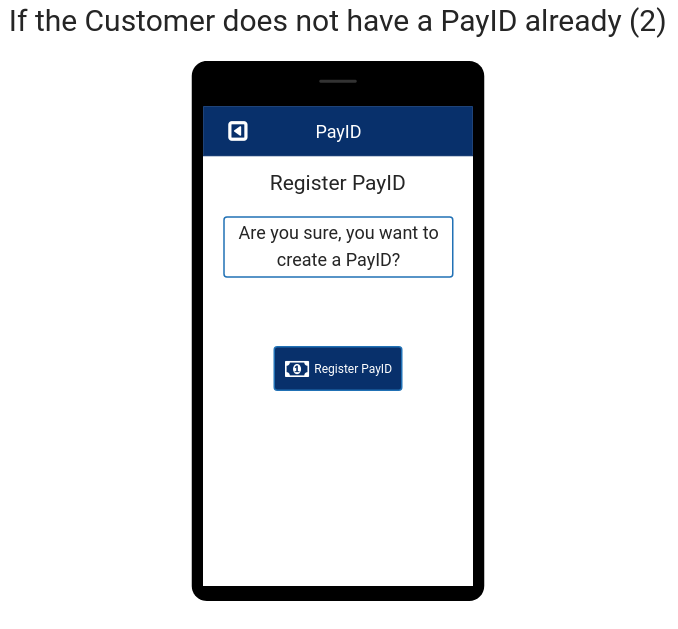 If the Customer does not have a PayID already (2)
PayID
Register PayID
Are you sure, you want to
create a PayID?
Register PayID